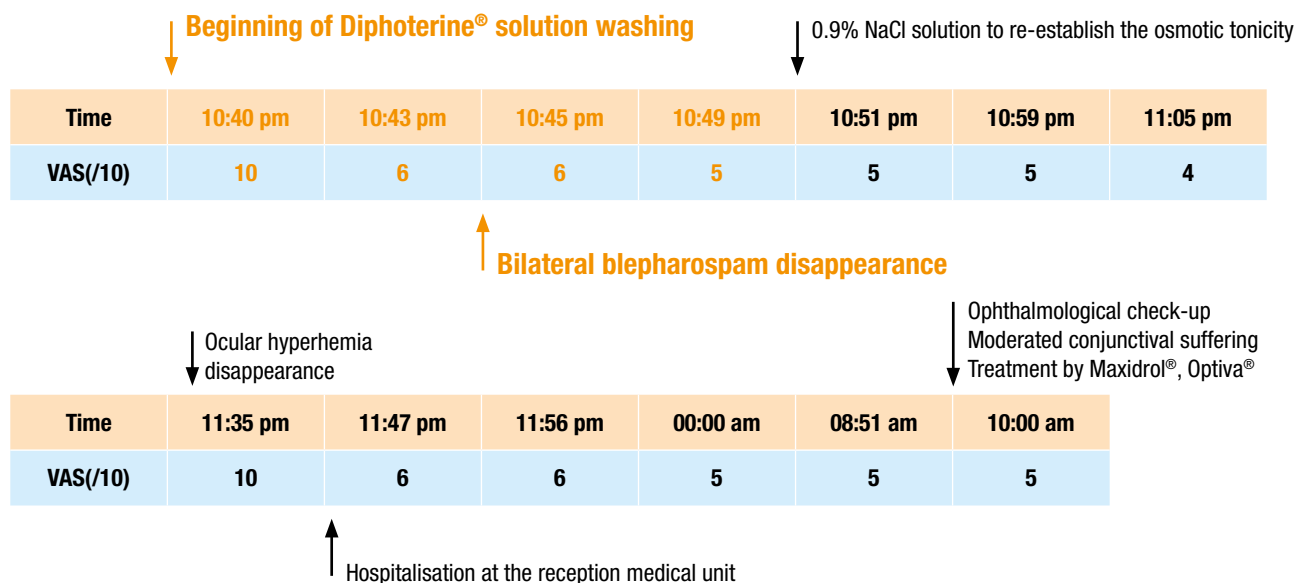 Beginning of Diphoterine® solution washing
0.9% NaCl solution to re-establish the osmotic tonicity
Time 10:40 pm 10:43 pm 10:45 pm 10:49 pm 10:51 pm 10:59 pm 11:05 pm
VAS(/10) 10 6 6 5 5 5 4
Bilateral blepharospam disappearance
Ocular hyperhemia
disappearance
Ophthalmological check-up
Moderated conjunctival suffering
Treatment by Maxidrol®, Optiva®
Time 11:35 pm 11:47 pm 11:56 pm 00:00 am 08:51 am 10:00 am
VAS(/10) 10 6 6 5 5 5
Hospitalisation at the reception medical unit